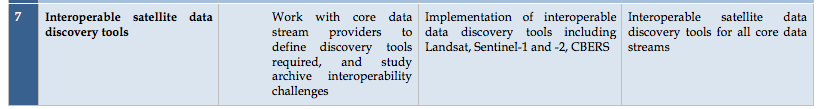 7
Interoperable satellite data
discovery tools
Work with core data
stream providers to
define discovery tools
required, and study
archive interoperability
challenges
Implementation of interoperable
data discovery tools including
Landsat, Sentinel-1 and -2, CBERS
Interoperable satellite data
discovery tools for all core data
streams